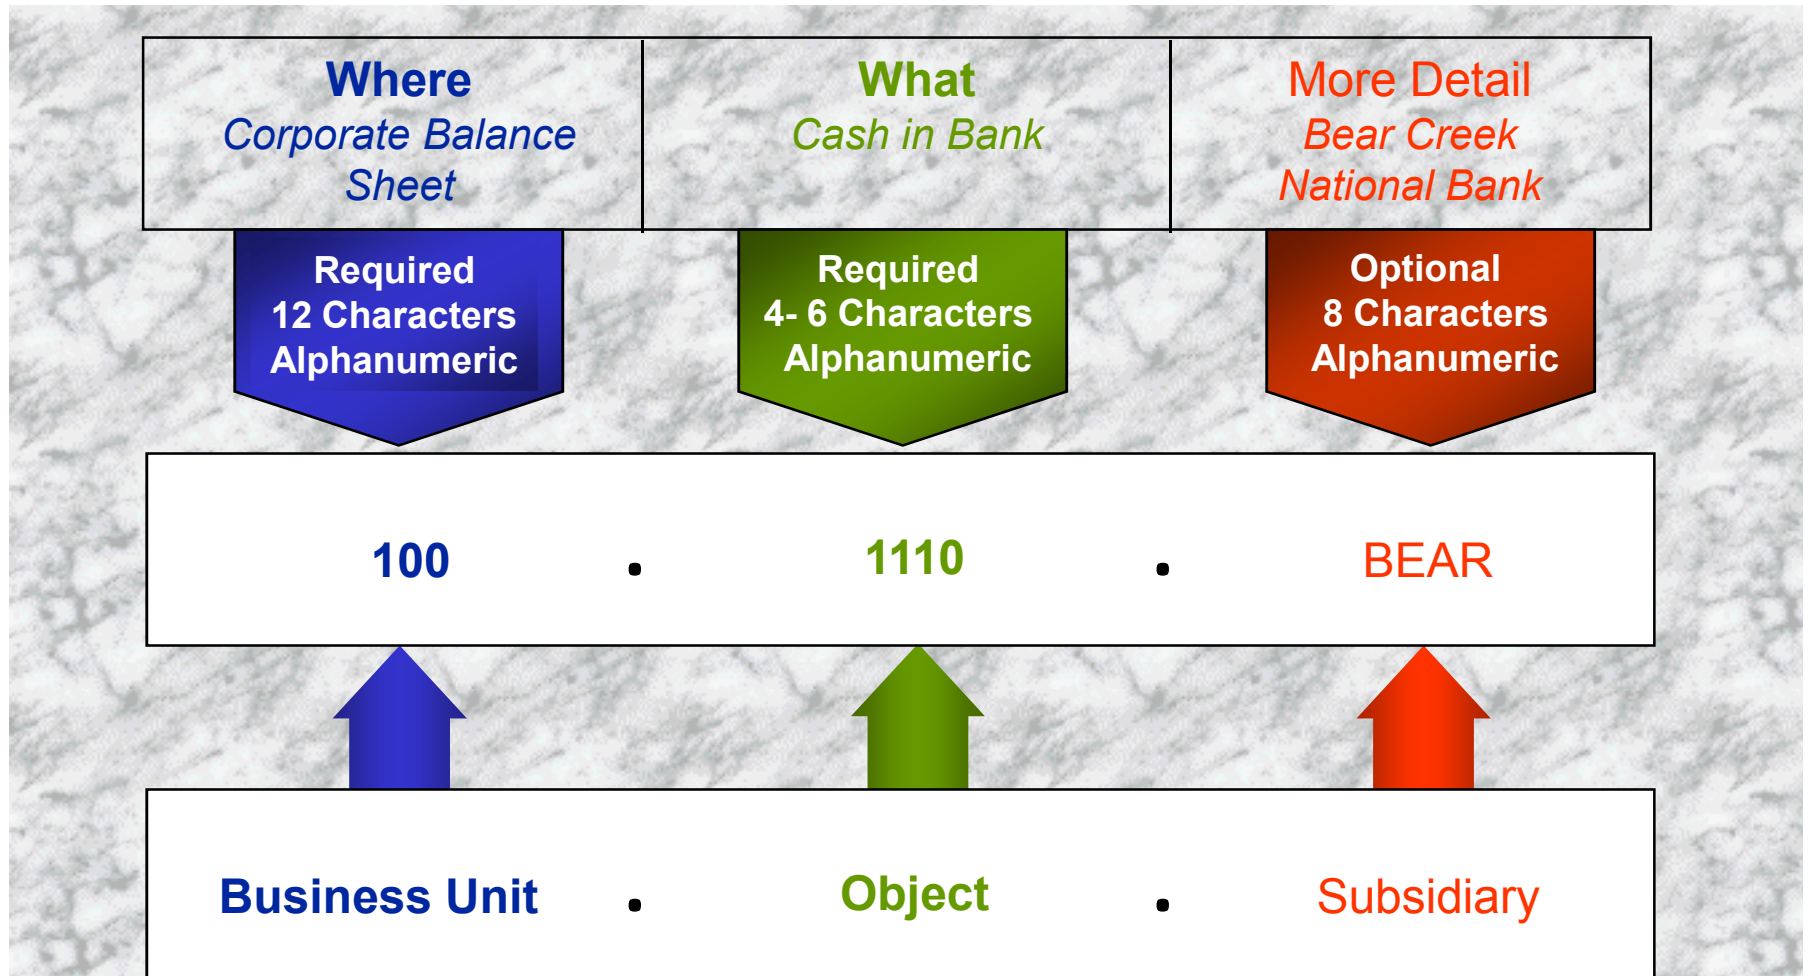 Where
Corporate Balance
Sheet
What
Cash in Bank
More Detail
Bear Creek
National Bank
Required
12 Characters
Alphanumeric
Required
4- 6 Characters
Alphanumeric
Optional
8 Characters
Alphanumeric
100 . 1110 . BEAR
Business Unit . Object . Subsidiary